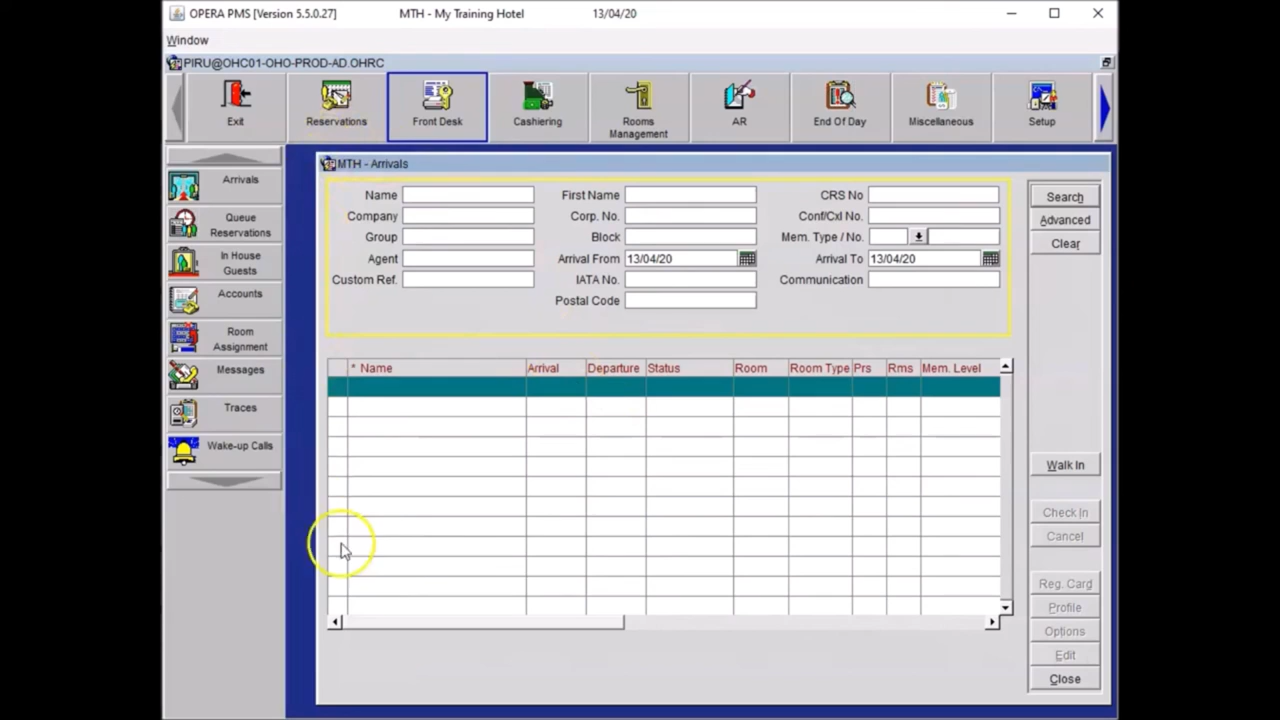 OPERA PMS [Version 5.5.0.27] MTH - My Training Hotel 13/04/20
Window
PIRU@OHC01-OHO-PROD-AD.OHRC
Exit Reservations Front Desk Cashiering Rooms Management AR End Of Day Miscellaneous Setup
Arrivals
Queue Reservations
In House Guests
Accounts
Room Assignment
Messages
Traces
Wake-up Calls
MTH - Arrivals
Name First Name CRS No
Company Corp. No. Conf/Cxl No.
Group Block Mem. Type / No.
Agent Arrival From 13/04/20 Arrival To 13/04/20
Custom Ref. IATA No. Communication
Postal Code
* Name Arrival Departure Status Room Room Type Prs Rms Mem. Level
Search
Advanced
Clear
Walk In
Check In
Cancel
Reg. Card
Profile
Options
Edit
Close